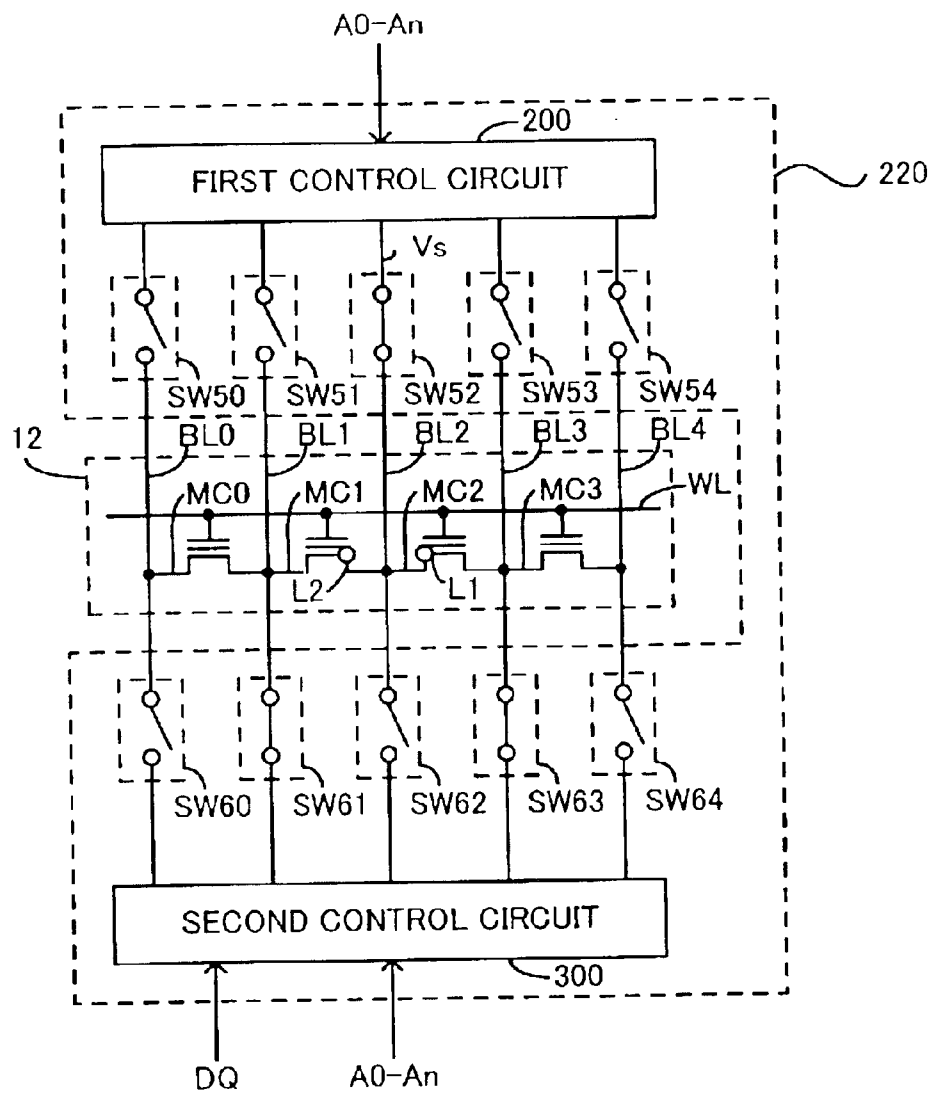 A0-An
200
FIRST CONTROL CIRCUIT
220
Vs
SW50 SW51 SW52 SW53 SW54
12
BL0 BL1 BL2 BL3 BL4
MC0 MC1 MC2 MC3 WL
L2 L1
SW60 SW61 SW62 SW63 SW64
SECOND CONTROL CIRCUIT
300
DQ A0-An